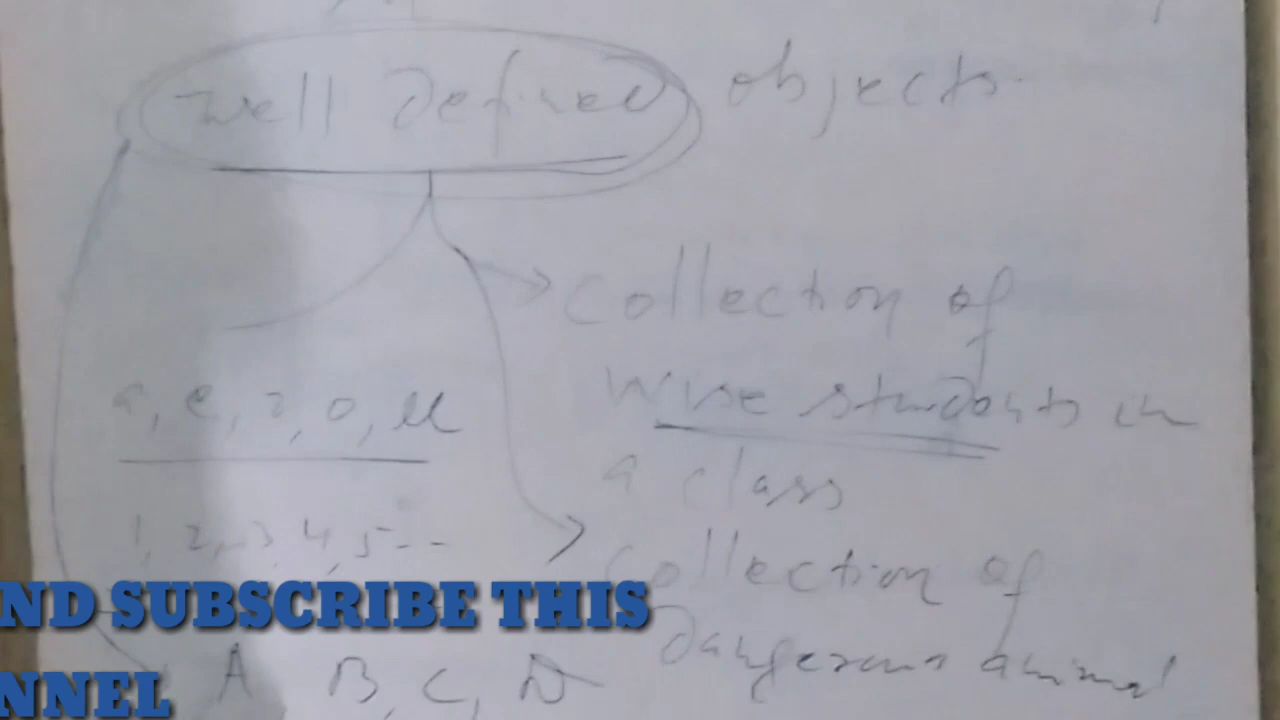 well defined objects.
collection of
wise students in
a class
a, e, i, o, u
1, 2, 3, 4, 5--
collection of
dangerous animal
ND SUBSCRIBE THIS
NNEL
A B, C, D